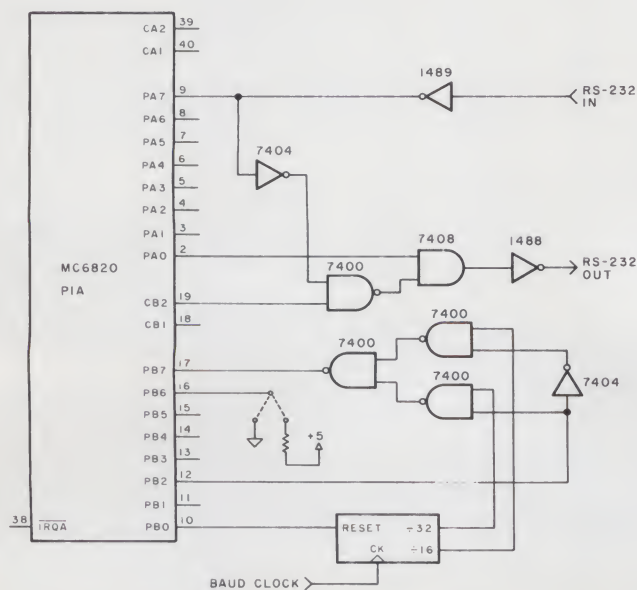 CA2 39
CA1 40
1489
RS-232
IN
PA7 9
PA6 8
PA5 7
7404
PA4 6
PA3 5
PA2 4
PA1 3
7408
1488
PA0 2
RS-232
OUT
MC6820
PIA
7400
CB2 19
CB1 18
7400
7400
PB7 17
7400
7404
PB6 16
PB5 15
+5
PB4 14
PB3 13
PB2 12
PB1 11
38 IRQA
PB0 10
RESET ÷32
CK ÷16
BAUD CLOCK